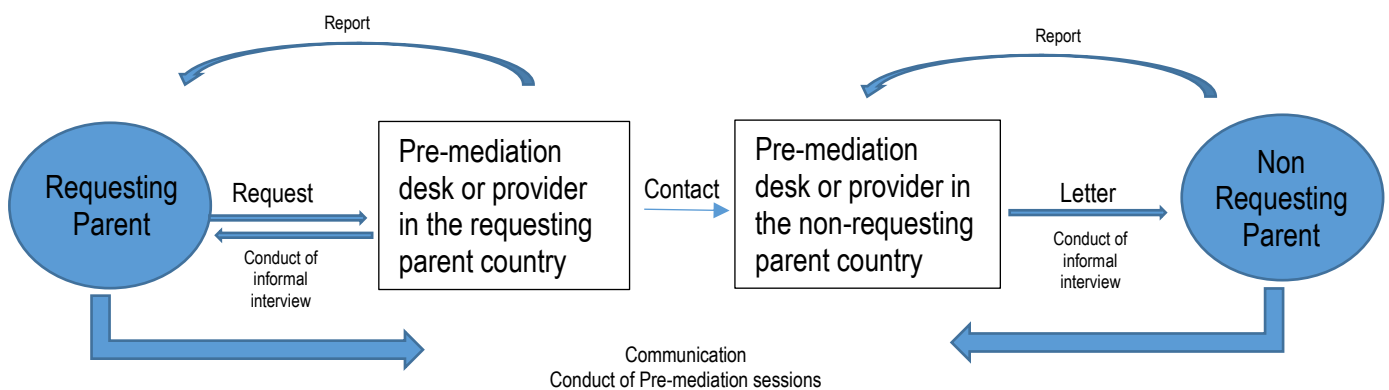 Report
Report
Requesting
Parent
Request
Conduct of
informal
interview
Pre-mediation
desk or provider
in the requesting
parent country
Contact
Pre-mediation
desk or provider in
the non-requesting
parent country
Letter
Conduct of
informal
interview
Non
Requesting
Parent
Communication
Conduct of Pre-mediation sessions